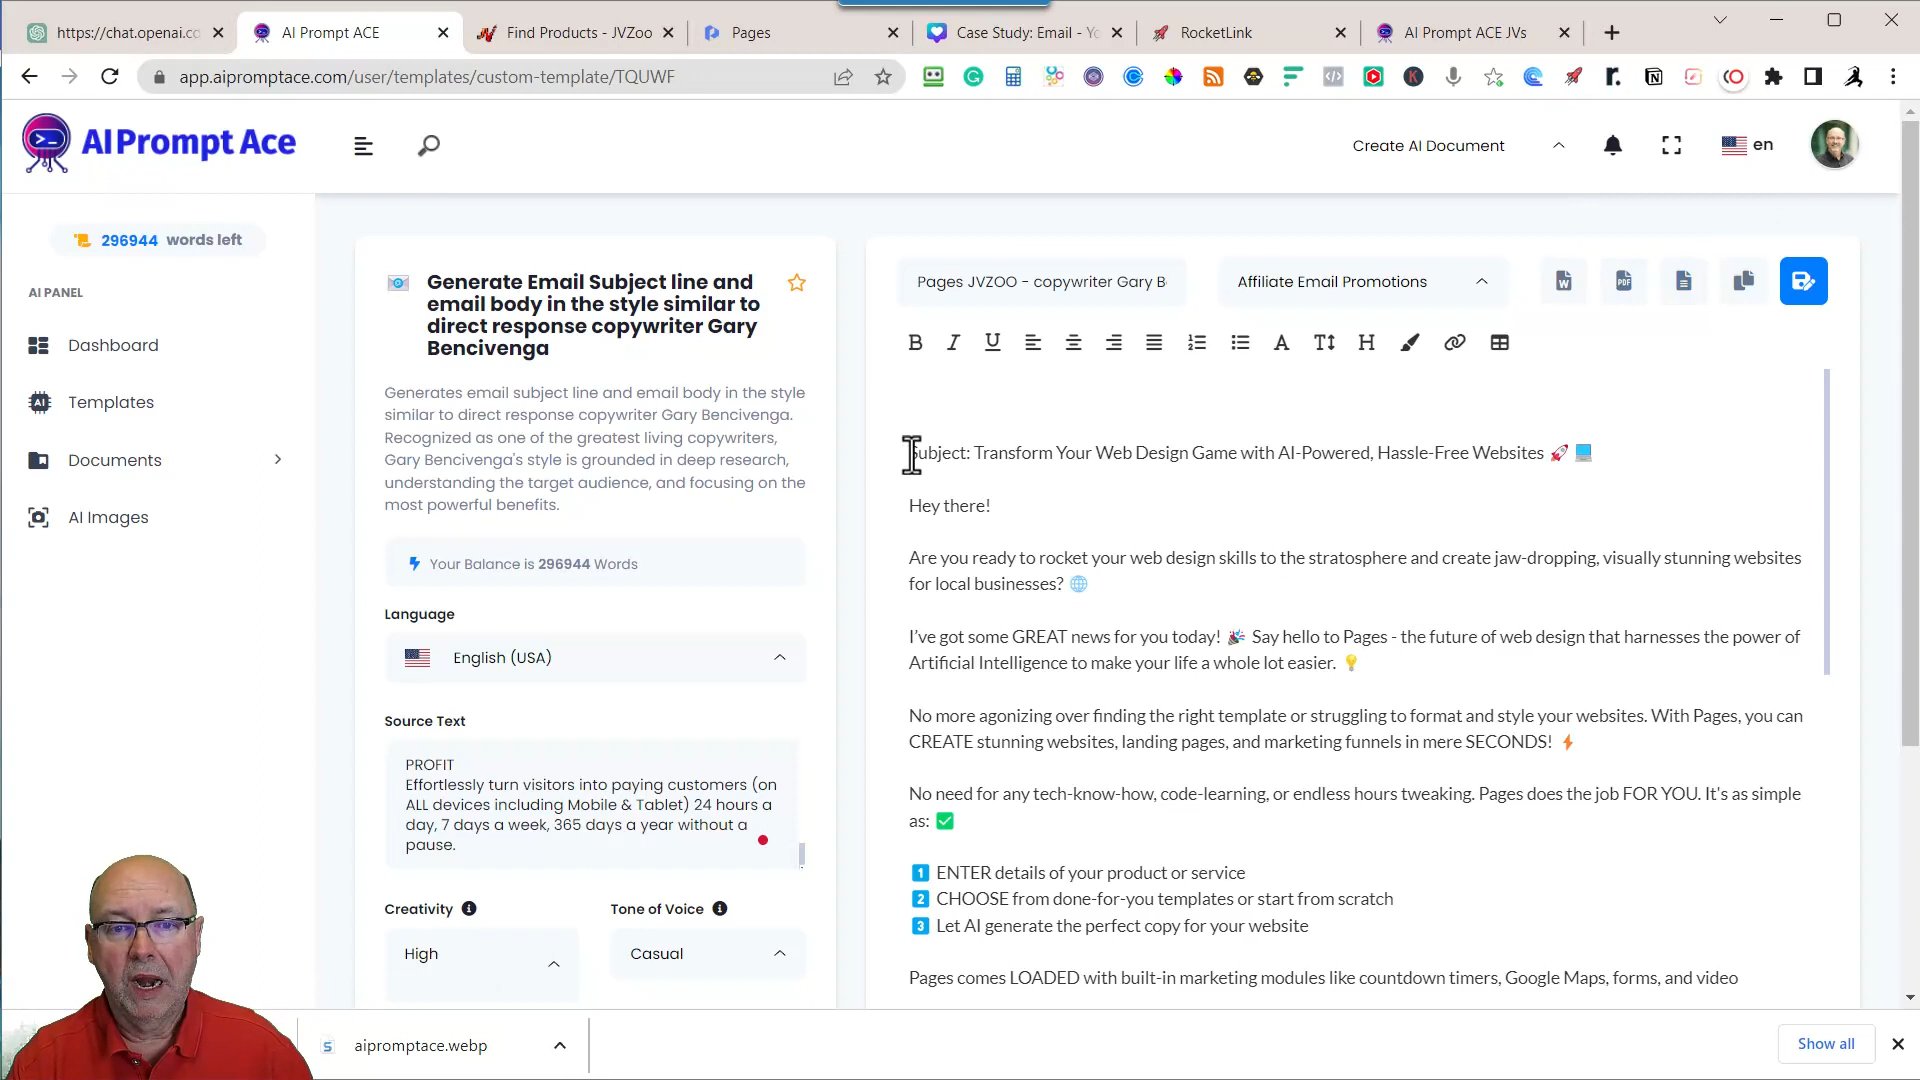 https://chat.openai.co
AI Prompt ACE
Find Products - JVZoo
Pages
Case Study: Email - Yo
RocketLink
AI Prompt ACE JVs
app.aipromptace.com/user/templates/custom-template/TQUWF
AI Prompt Ace
Create AI Document
en
296944 words left
AI PANEL
Dashboard
Templates
Documents
AI Images
Generate Email Subject line and
email body in the style similar to
direct response copywriter Gary
Bencivenga
Generates email subject line and email body in the style
similar to direct response copywriter Gary Bencivenga.
Recognized as one of the greatest living copywriters,
Gary Bencivenga's style is grounded in deep research,
understanding the target audience, and focusing on the
most powerful benefits.
Your Balance is 296944 Words
Language
English (USA)
Source Text
PROFIT
Effortlessly turn visitors into paying customers (on
ALL devices including Mobile & Tablet) 24 hours a
day, 7 days a week, 365 days a year without a
pause.
Creativity
Tone of Voice
High
Casual
Pages JVZOO - copywriter Gary B
Affiliate Email Promotions
Subject: Transform Your Web Design Game with AI-Powered, Hassle-Free Websites 🚀 💻
Hey there!
Are you ready to rocket your web design skills to the stratosphere and create jaw-dropping, visually stunning websites
for local businesses? 🌐
I've got some GREAT news for you today! 🎉 Say hello to Pages - the future of web design that harnesses the power of
Artificial Intelligence to make your life a whole lot easier. 💡
No more agonizing over finding the right template or struggling to format and style your websites. With Pages, you can
CREATE stunning websites, landing pages, and marketing funnels in mere SECONDS! ⚡
No need for any tech-know-how, code-learning, or endless hours tweaking. Pages does the job FOR YOU. It's as simple
as: ✅
1️⃣ ENTER details of your product or service
2️⃣ CHOOSE from done-for-you templates or start from scratch
3️⃣ Let AI generate the perfect copy for your website
Pages comes LOADED with built-in marketing modules like countdown timers, Google Maps, forms, and video
aipromptace.webp
Show all